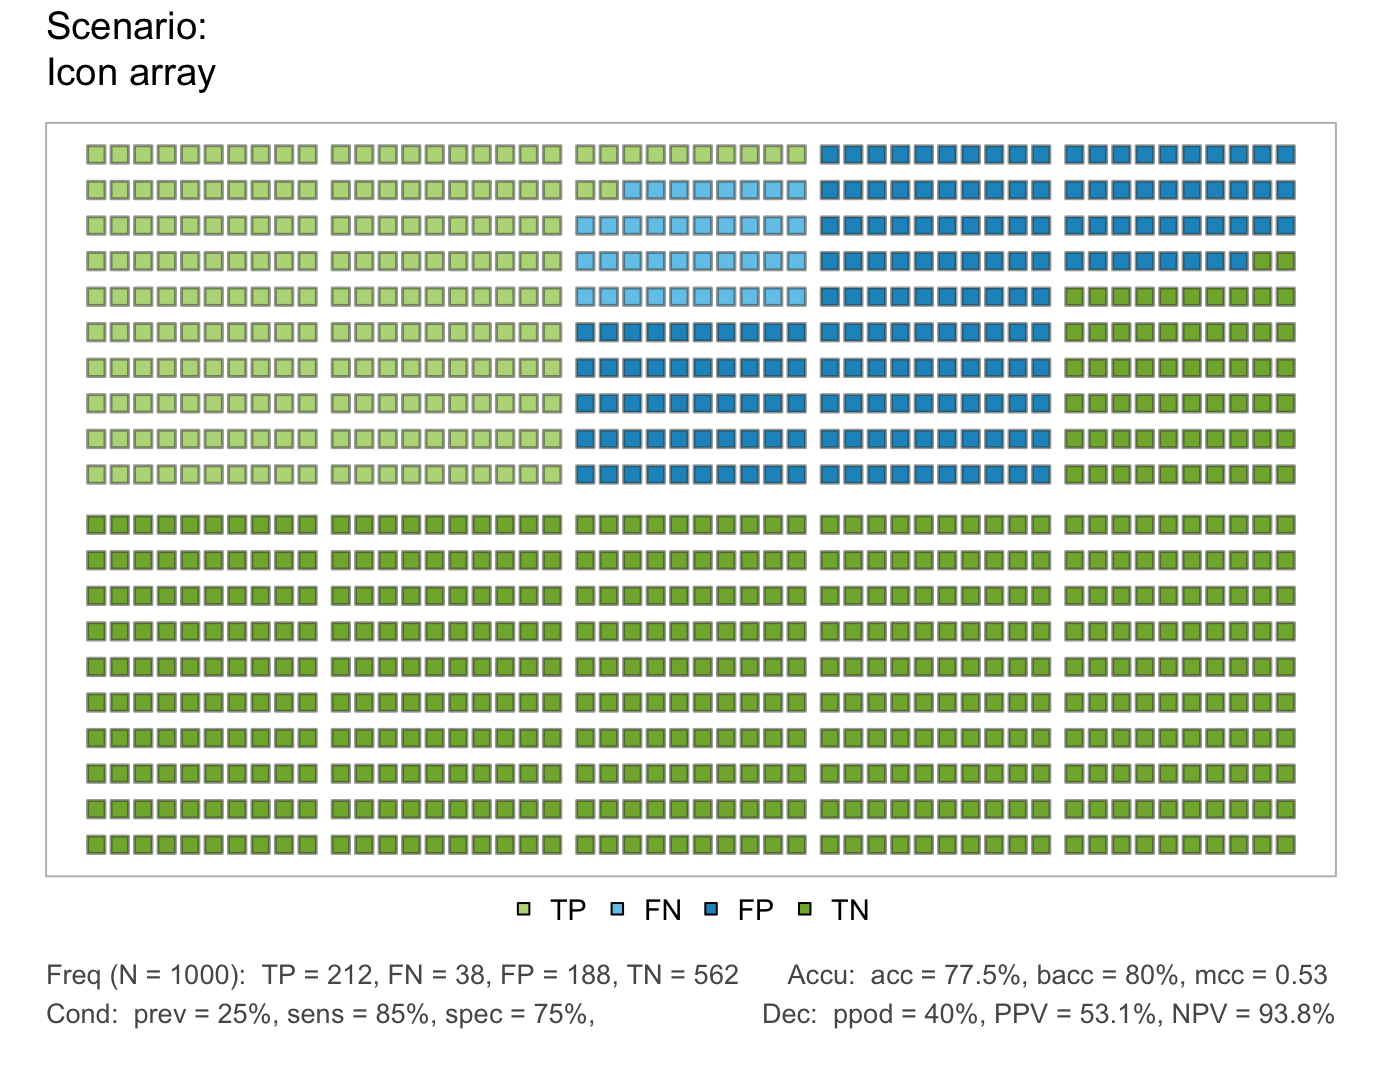 Scenario:
Icon array
TP FN FP TN
Freq (N = 1000):  TP = 212, FN = 38, FP = 188, TN = 562 Accu:  acc = 77.5%, bacc = 80%, mcc = 0.53
Cond:  prev = 25%, sens = 85%, spec = 75%, Dec:  ppod = 40%, PPV = 53.1%, NPV = 93.8%